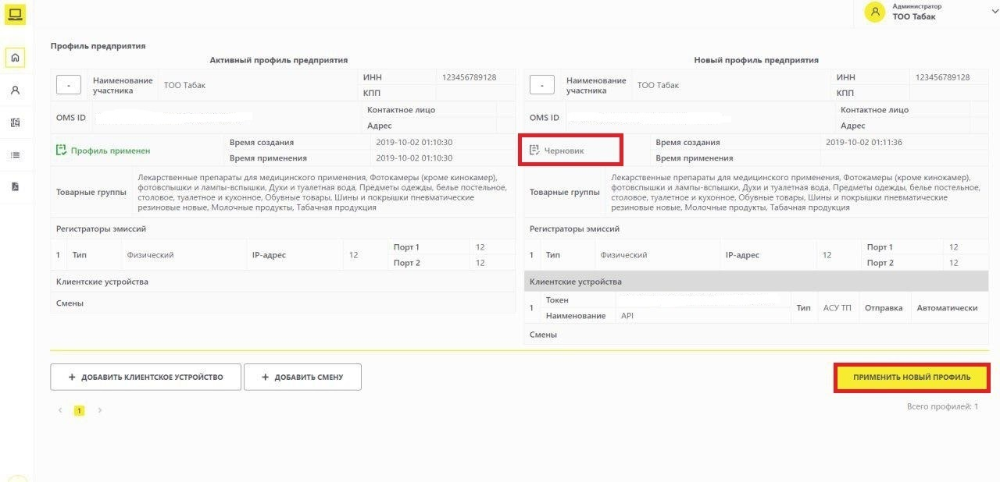 Администратор
ТОО Табак
Профиль предприятия
Активный профиль предприятия
-
Наименование участника
ТОО Табак
ИНН
123456789128
КПП
OMS ID
Контактное лицо
Адрес
Профиль применен
Время создания
2019-10-02 01:10:30
Время применения
2019-10-02 01:10:30
Товарные группы
Лекарственные препараты для медицинского применения, Фотокамеры (кроме кинокамер),
фотовспышки и лампы-вспышки, Духи и туалетная вода, Предметы одежды, белье постельное,
столовое, туалетное и кухонное, Обувные товары, Шины и покрышки пневматические
резиновые новые, Молочные продукты, Табачная продукция
Регистраторы эмиссий
1 Тип Физический IP-адрес 12
Порт 1 12
Порт 2 12
Клиентские устройства
Смены
Новый профиль предприятия
-
Наименование участника
ТОО Табак
ИНН
123456789128
КПП
OMS ID
Контактное лицо
Адрес
Черновик
Время создания
2019-10-02 01:11:36
Время применения
Товарные группы
Лекарственные препараты для медицинского применения, Фотокамеры (кроме кинокамер),
фотовспышки и лампы-вспышки, Духи и туалетная вода, Предметы одежды, белье постельное,
столовое, туалетное и кухонное, Обувные товары, Шины и покрышки пневматические
резиновые новые, Молочные продукты, Табачная продукция
Регистраторы эмиссий
1 Тип Физический IP-адрес 12
Порт 1 12
Порт 2 12
Клиентские устройства
1
Токен
Наименование API
Тип АСУ ТП Отправка Автоматически
Смены
+ ДОБАВИТЬ КЛИЕНТСКОЕ УСТРОЙСТВО
+ ДОБАВИТЬ СМЕНУ
ПРИМЕНИТЬ НОВЫЙ ПРОФИЛЬ
< 1 >
Всего профилей: 1